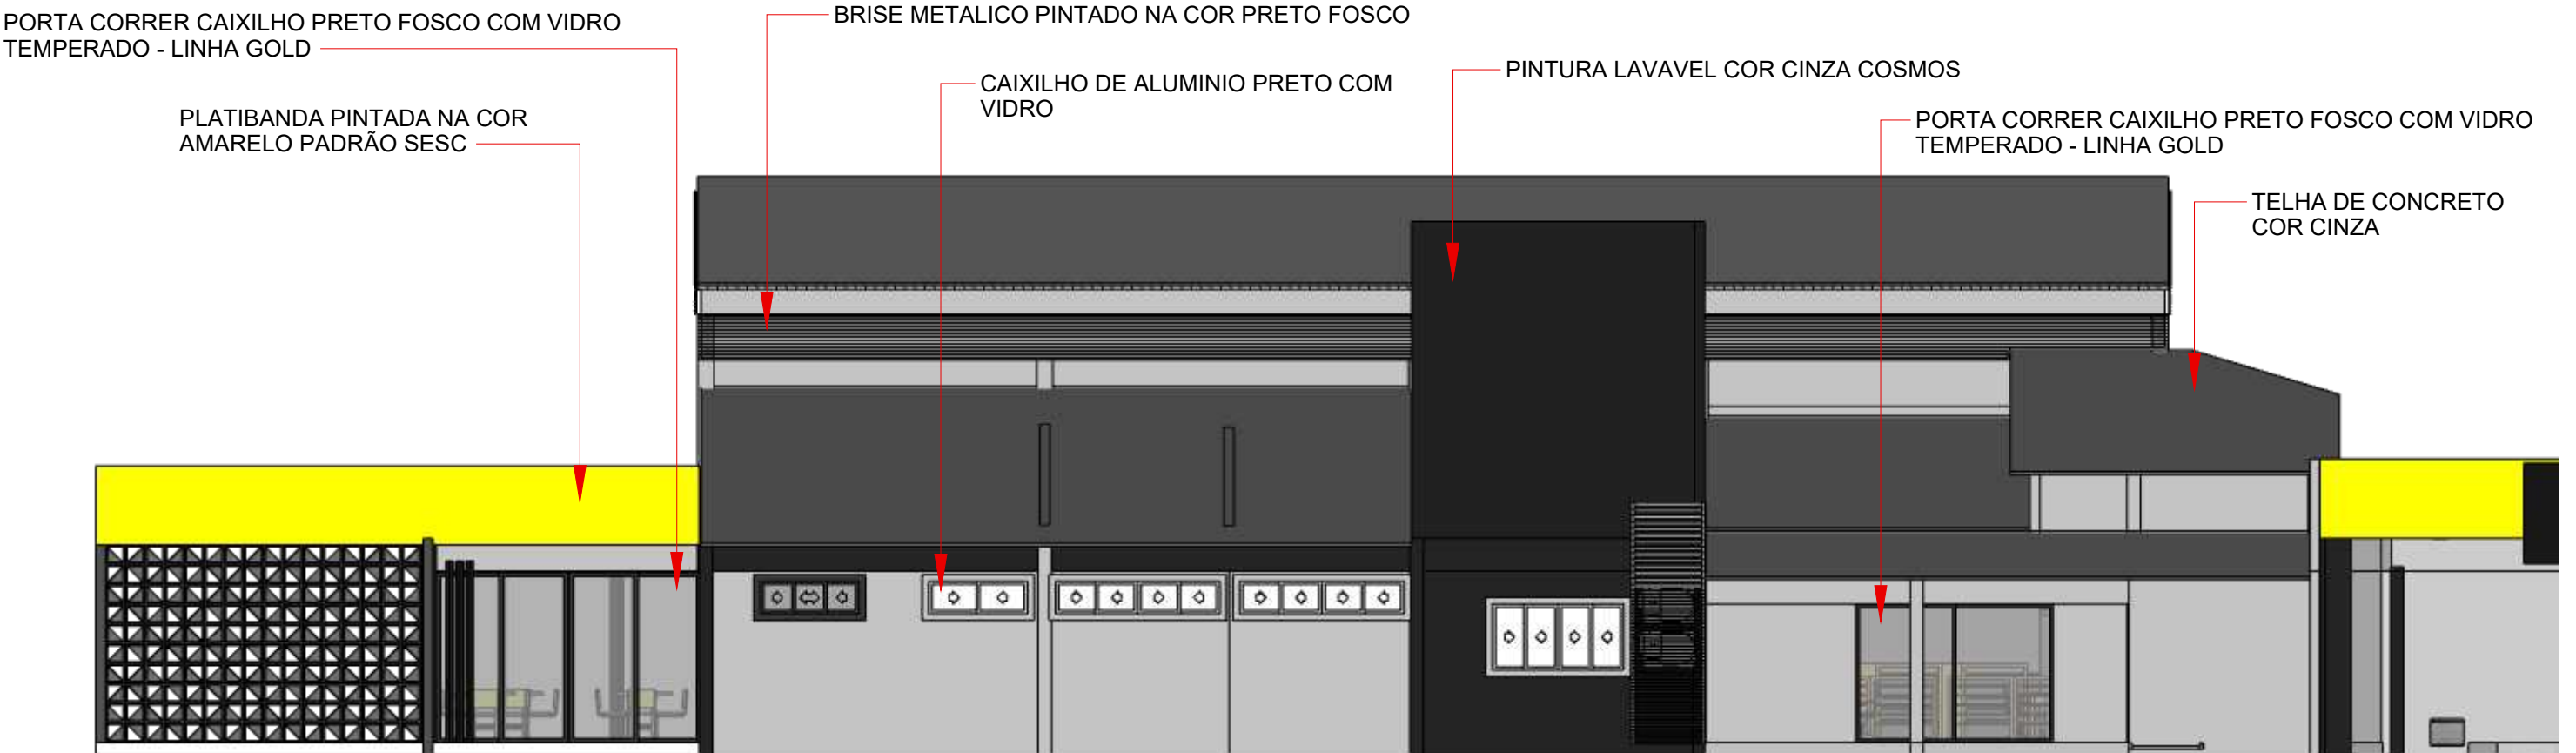 PORTA CORRER CAIXILHO PRETO FOSCO COM VIDRO
TEMPERADO - LINHA GOLD
BRISE METALICO PINTADO NA COR PRETO FOSCO
CAIXILHO DE ALUMINIO PRETO COM
VIDRO
PINTURA LAVAVEL COR CINZA COSMOS
PLATIBANDA PINTADA NA COR
AMARELO PADRÃO SESC
PORTA CORRER CAIXILHO PRETO FOSCO COM VIDRO
TEMPERADO - LINHA GOLD
TELHA DE CONCRETO
COR CINZA